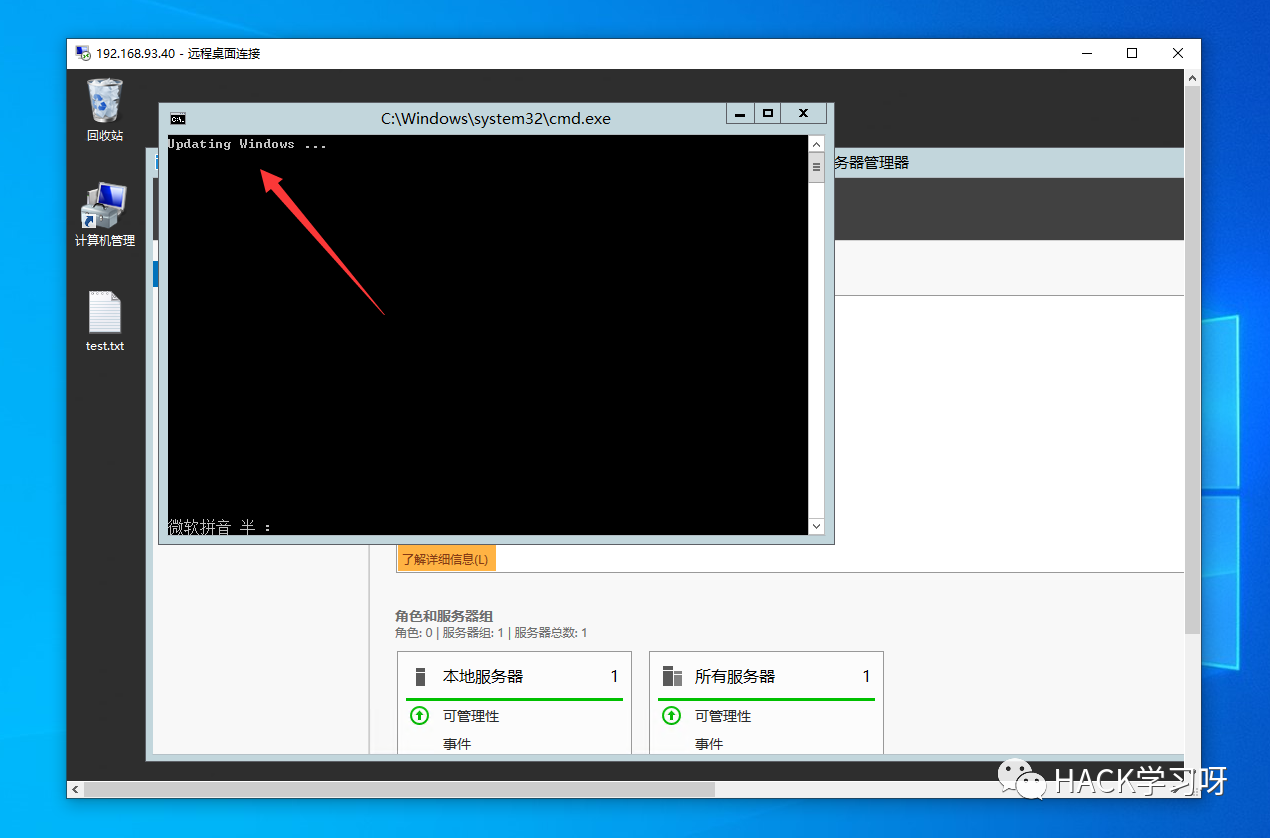 192.168.93.40 - 远程桌面连接
回收站
C:\Windows\system32\cmd.exe
Updating Windows ...
务器管理器
计算机管理
test.txt
微软拼音 半 :
了解详细信息(L)
角色和服务器组
角色: 0 | 服务器组: 1 | 服务器总数: 1
本地服务器 1
所有服务器 1
可管理性
可管理性
事件
事件
HACK学习呀